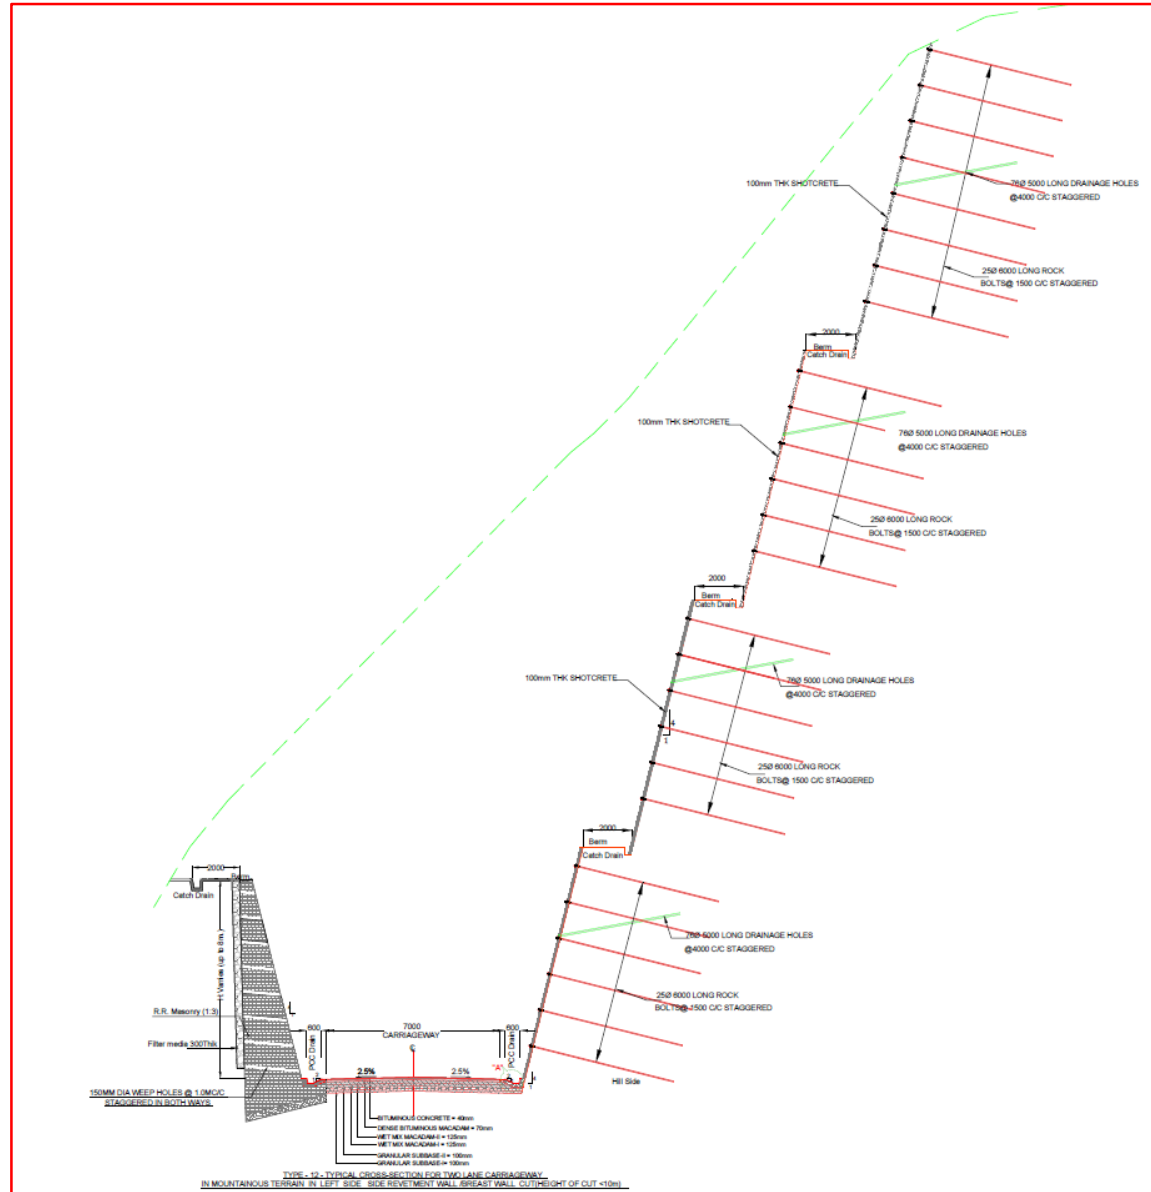 100mm THK SHOTCRETE
76Ø 5000 LONG DRAINAGE HOLES
@4000 C/C STAGGERED
25Ø 6000 LONG ROCK
BOLTS@ 1500 C/C STAGGERED
2000
Berm
Catch Drain
100mm THK SHOTCRETE
76Ø 5000 LONG DRAINAGE HOLES
@4000 C/C STAGGERED
25Ø 6000 LONG ROCK
BOLTS@ 1500 C/C STAGGERED
2000
Berm
Catch Drain
100mm THK SHOTCRETE
76Ø 5000 LONG DRAINAGE HOLES
@4000 C/C STAGGERED
4
1
25Ø 6000 LONG ROCK
BOLTS@ 1500 C/C STAGGERED
2000
Berm
Catch Drain
2000
Berm
Catch Drain
76Ø 5000 LONG DRAINAGE HOLES
@4000 C/C STAGGERED
25Ø 6000 LONG ROCK
BOLTS@ 1500 C/C STAGGERED
H Varries (up to 8m.)
R.R. Masonry (1:3)
Filter media 300Thk
150MM DIA WEEP HOLES @ 1.0MC/C
STAGGERED IN BOTH WAYS
600
7000
600
CARRIAGEWAY
PCC Drain
PCC Drain
2.5%
2.5%
"A"
Hill Side
BITUMINOUS CONCRETE = 40mm
DENSE BITUMINOUS MACADAM = 70mm
WET MIX MACADAM-II = 125mm
WET MIX MACADAM-I = 125mm
GRANULAR SUBBASE-II = 100mm
GRANULAR SUBBASE-I= 100mm
TYPE - 12 - TYPICAL CROSS-SECTION FOR TWO LANE CARRIAGEWAY
IN MOUNTAINOUS TERRAIN IN LEFT SIDE SIDE REVETMENT WALL /BREAST WALL CUT(HEIGHT OF CUT <10m)